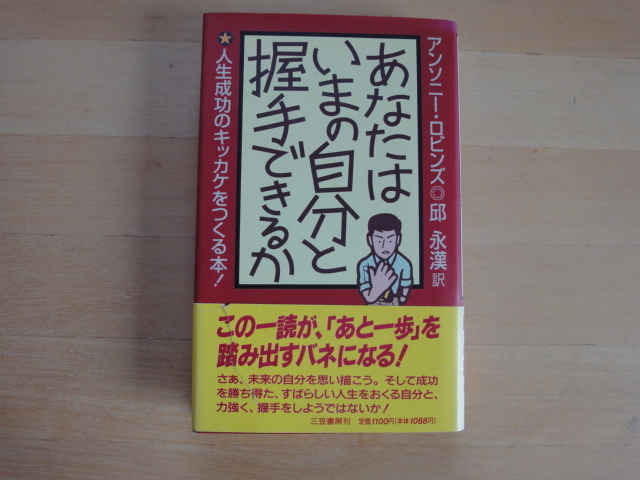 アンソニー・ロビンズ◎邱 永漢 訳
あなたは
いまの自分と
握手できるか
★人生成功のキッカケをつくる本!
この一読が、「あと一歩」を
踏み出すバネになる!
さあ、未来の自分を思い描こう。そして成功
を勝ち得た、すばらしい人生をおくる自分と、
力強く、握手をしようではないか!
三笠書房刊 定価1100円(本体1068円)